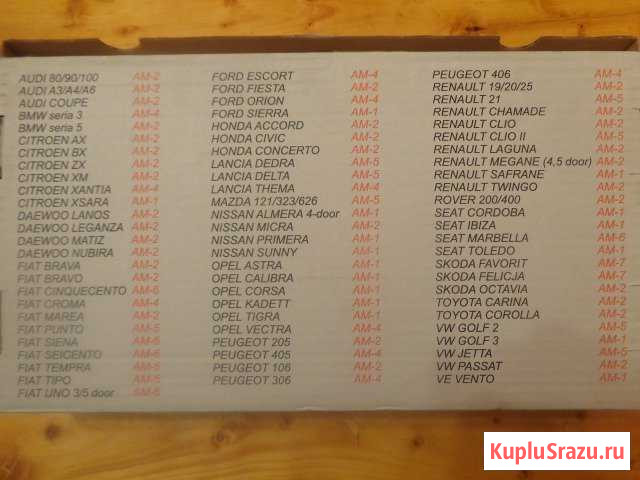 AUDI 80/90/100 AM-2
AUDI A3/A4/A6 AM-2
AUDI COUPE AM-2
BMW seria 3 AM-4
BMW seria 5 AM-2
CITROEN AX AM-2
CITROEN BX AM-2
CITROEN ZX AM-2
CITROEN XM AM-2
CITROEN XANTIA AM-4
CITROEN XSARA AM-1
DAEWOO LANOS AM-2
DAEWOO LEGANZA AM-2
DAEWOO MATIZ AM-2
DAEWOO NUBIRA AM-2
FIAT BRAVA AM-2
FIAT BRAVO AM-2
FIAT CINQUECENTO AM-6
FIAT CROMA AM-4
FIAT MAREA AM-2
FIAT PUNTO AM-5
FIAT SIENA AM-6
FIAT SEICENTO AM-6
FIAT TEMPRA AM-5
FIAT TIPO AM-5
FIAT UNO 3/5 door AM-6
FORD ESCORT AM-4
FORD FIESTA AM-2
FORD ORION AM-4
FORD SIERRA AM-1
HONDA ACCORD AM-2
HONDA CIVIC AM-2
HONDA CONCERTO AM-2
LANCIA DEDRA AM-5
LANCIA DELTA AM-5
LANCIA THEMA AM-4
MAZDA 121/323/626 AM-5
NISSAN ALMERA 4-door AM-1
NISSAN MICRA AM-2
NISSAN PRIMERA AM-1
NISSAN SUNNY AM-1
OPEL ASTRA AM-1
OPEL CALIBRA AM-1
OPEL CORSA AM-1
OPEL KADETT AM-1
OPEL TIGRA AM-1
OPEL VECTRA AM-4
PEUGEOT 205 AM-2
PEUGEOT 405 AM-4
PEUGEOT 106 AM-2
PEUGEOT 306 AM-4
PEUGEOT 406 AM-4
RENAULT 19/20/25 AM-2
RENAULT 21 AM-5
RENAULT CHAMADE AM-2
RENAULT CLIO AM-2
RENAULT CLIO II AM-5
RENAULT LAGUNA AM-2
RENAULT MEGANE (4,5 door) AM-2
RENAULT SAFRANE AM-1
RENAULT TWINGO AM-2
ROVER 200/400 AM-2
SEAT CORDOBA AM-1
SEAT IBIZA AM-1
SEAT MARBELLA AM-6
SEAT TOLEDO AM-1
SKODA FAVORIT AM-7
SKODA FELICJA AM-7
SKODA OCTAVIA AM-2
TOYOTA CARINA AM-2
TOYOTA COROLLA AM-2
VW GOLF 2 AM-5
VW GOLF 3 AM-1
VW JETTA AM-5
VW PASSAT AM-2
VE VENTO AM-1
KupluSrazu.ru